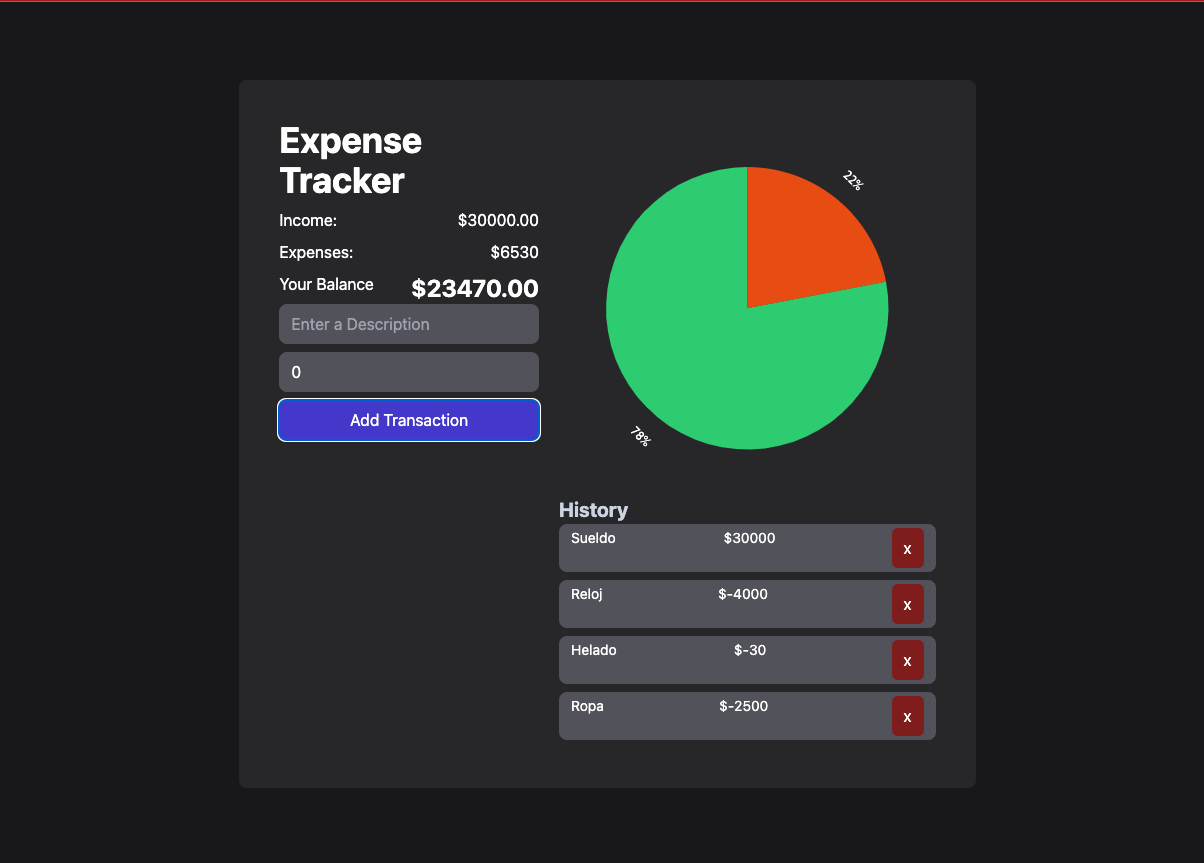 Expense
Tracker
Income: $30000.00
Expenses: $6530
Your Balance $23470.00
Enter a Description
0
Add Transaction
22%
78%
History
Sueldo $30000 x
Reloj $-4000 x
Helado $-30 x
Ropa $-2500 x